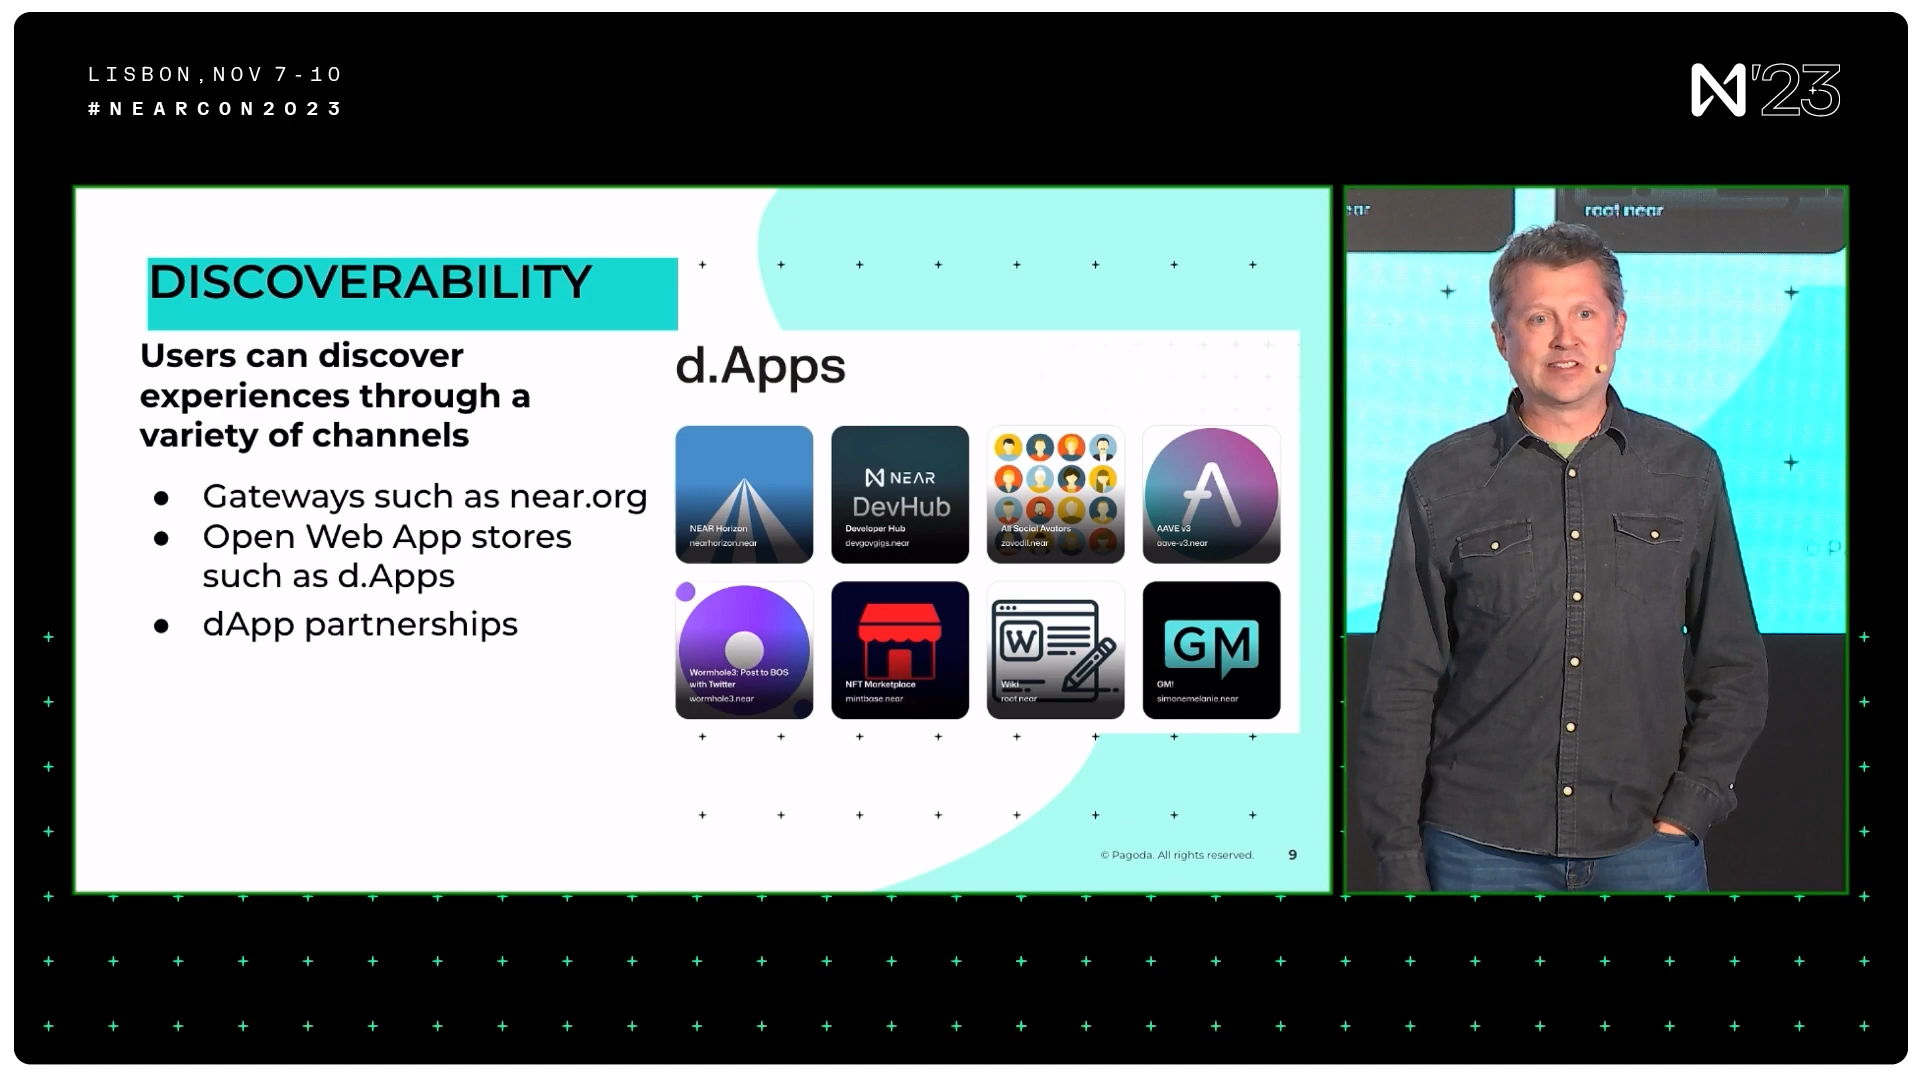 LISBON, NOV 7-10
#NEARCON2023
N'23
DISCOVERABILITY
Users can discover
experiences through a
variety of channels
● Gateways such as near.org
● Open Web App stores
such as d.Apps
● dApp partnerships
d.Apps
NEAR Horizon
nearhorizon.near
NEAR
DevHub
Developer Hub
devgovgigs.near
All Social Avatars
zavodil.near
AAVE v3
aave-v3.near
Wormhole3: Post to BOS
with Twitter
wormhole3.near
NFT Marketplace
mintbase.near
W
Wiki
root.near
GM
GM!
simonemelanie.near
© Pagoda. All rights reserved. 9
root.near